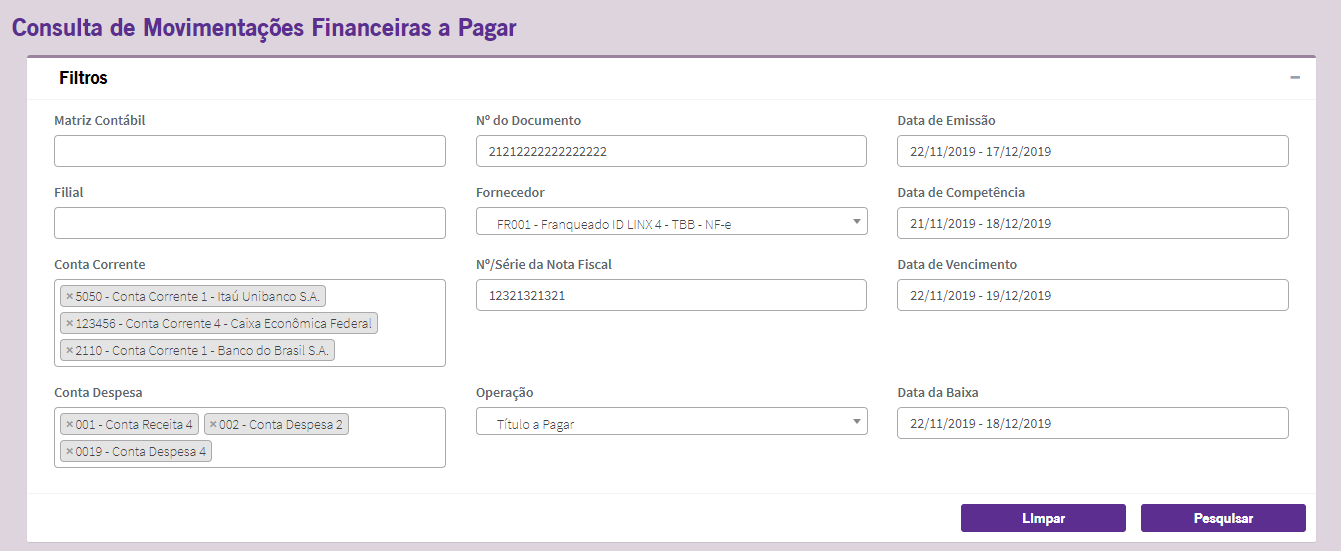 Consulta de Movimentações Financeiras a Pagar
Filtros
Matriz Contábil
Nº do Documento
21212222222222222
Data de Emissão
22/11/2019 - 17/12/2019
Filial
Fornecedor
FR001 - Franqueado ID LINX 4 - TBB - NF-e
Data de Competência
21/11/2019 - 18/12/2019
Conta Corrente
×5050 - Conta Corrente 1 - Itaú Unibanco S.A.
×123456 - Conta Corrente 4 - Caixa Econômica Federal
×2110 - Conta Corrente 1 - Banco do Brasil S.A.
Nº/Série da Nota Fiscal
12321321321
Data de Vencimento
22/11/2019 - 19/12/2019
Conta Despesa
×001 - Conta Receita 4 ×002 - Conta Despesa 2
×0019 - Conta Despesa 4
Operação
Título a Pagar
Data da Baixa
22/11/2019 - 18/12/2019
Limpar
Pesquisar